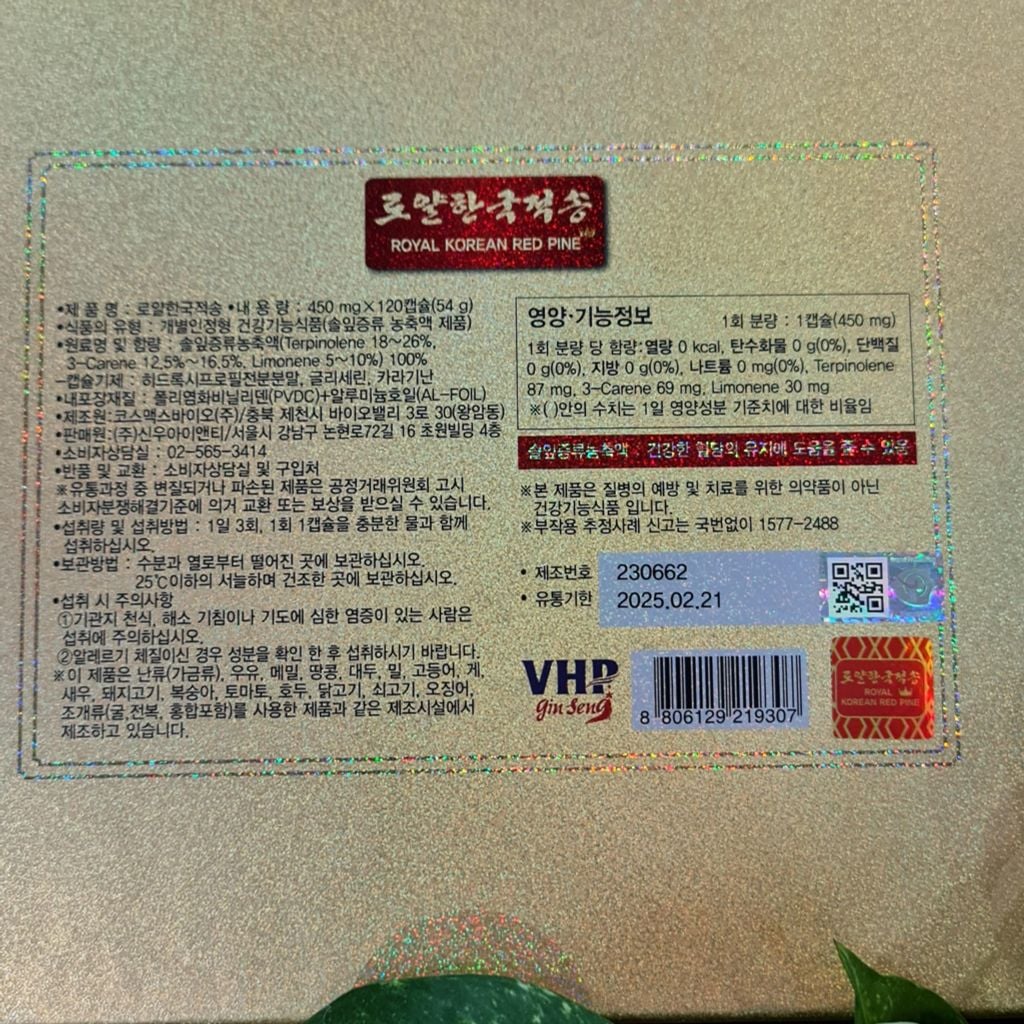 로얄한국적송
ROYAL KOREAN RED PINE
•제 품 명 : 로얄한국적송 •내 용 량 : 450 mg×120캡슐(54 g)
•식품의 유형 : 개별인정형 건강기능식품(솔잎증류 농축액 제품)
•원료명 및 함량 : 솔잎증류농축액(Terpinolene 18~26%,
3-Carene 12.5%~16.5%, Limonene 5~10%) 100%
-캡슐기제 : 히드록시프로필전분분말, 글리세린, 카라기난
•내포장재질 : 폴리염화비닐리덴(PVDC)+알루미늄호일(AL-FOIL)
•제조원:코스맥스바이오(주)/충북 제천시 바이오밸리 3로 30(왕암동)
•판매원:(주)신우아이앤티/서울시 강남구 논현로72길 16 초원빌딩 4층
•소비자상담실 : 02-565-3414
•반품 및 교환 : 소비자상담실 및 구입처
※유통과정 중 변질되거나 파손된 제품은 공정거래위원회 고시
소비자분쟁해결기준에 의거 교환 또는 보상을 받으실 수 있습니다.
•섭취량 및 섭취방법 : 1일 3회, 1회 1캡슐을 충분한 물과 함께
섭취하십시오.
•보관방법 : 수분과 열로부터 떨어진 곳에 보관하십시오.
25℃이하의 서늘하며 건조한 곳에 보관하십시오.
•섭취 시 주의사항
①기관지 천식, 해소 기침이나 기도에 심한 염증이 있는 사람은
섭취에 주의하십시오.
②알레르기 체질이신 경우 성분을 확인 한 후 섭취하시기 바랍니다.
※이 제품은 난류(가금류), 우유, 메밀, 땅콩, 대두, 밀, 고등어, 게,
새우, 돼지고기, 복숭아, 토마토, 호두, 닭고기, 쇠고기, 오징어,
조개류(굴,전복, 홍합포함)를 사용한 제품과 같은 제조시설에서
제조하고 있습니다.
영양·기능정보 1회 분량 : 1캡슐(450 mg)
1회 분량 당 함량:열량 0 kcal, 탄수화물 0 g(0%), 단백질
0 g(0%), 지방 0 g(0%), 나트륨 0 mg(0%), Terpinolene
87 mg, 3-Carene 69 mg, Limonene 30 mg
※( )안의 수치는 1일 영양성분 기준치에 대한 비율임
솔잎증류농축액 : 건강한 혈당의 유지에 도움을 줄 수 있음
※본 제품은 질병의 예방 및 치료를 위한 의약품이 아닌
건강기능식품 입니다.
※부작용 추정사례 신고는 국번없이 1577-2488
• 제조번호 230662
• 유통기한 2025.02.21
VHP
gin Seng
8 806129 219307
로얄한국적송
ROYAL
KOREAN RED PINE